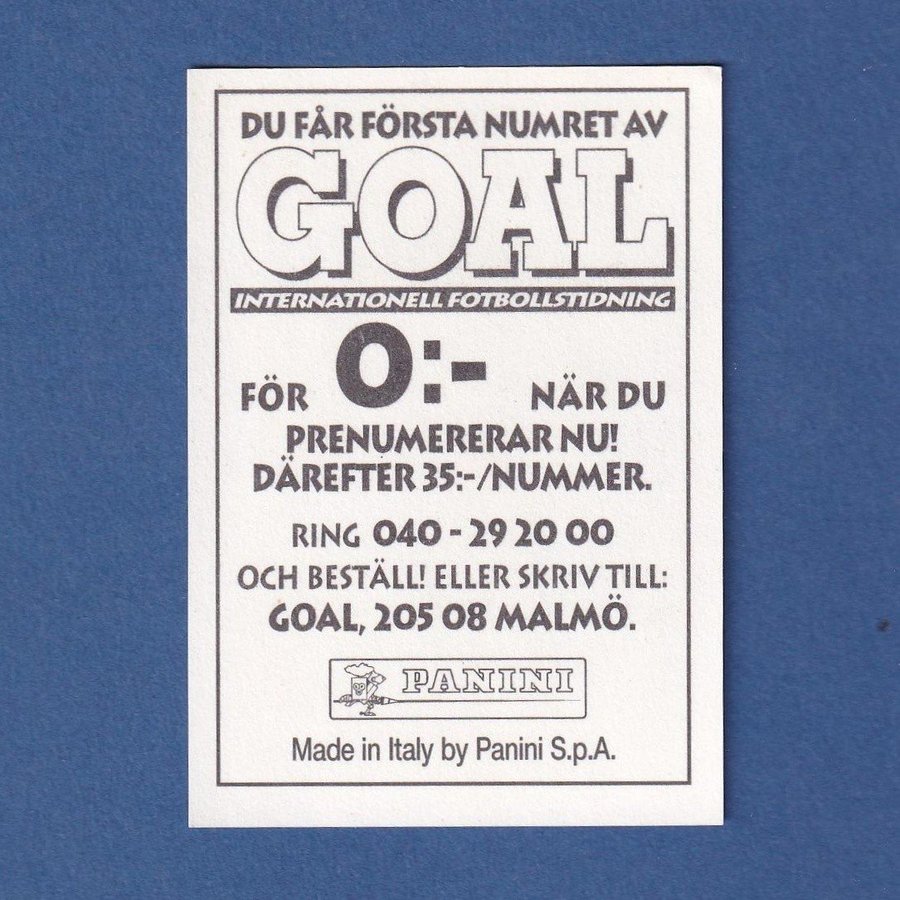 DU FÅR FÖRSTA NUMRET AV
GOAL
INTERNATIONELL FOTBOLLSTIDNING
FÖR 0:- NÄR DU
PRENUMERERAR NU!
DÄREFTER 35:-/NUMMER.
RING 040 - 29 20 00
OCH BESTÄLL! ELLER SKRIV TILL:
GOAL, 205 08 MALMÖ.
PANINI
Made in Italy by Panini S.p.A.